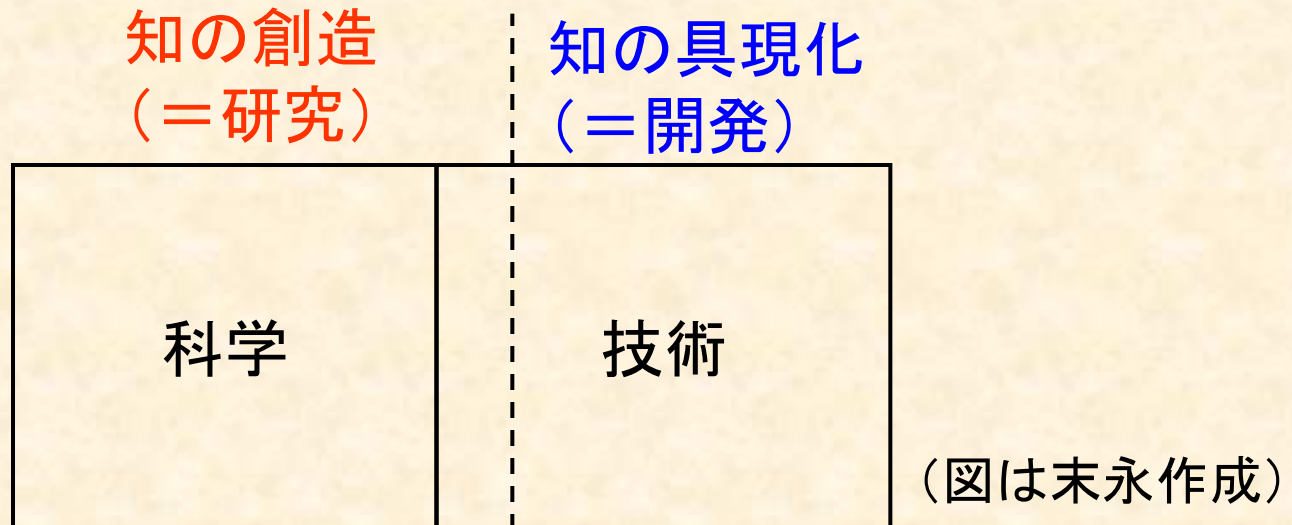 知の創造
（＝研究）
知の具現化
（＝開発）
科学
技術
（図は末永作成）